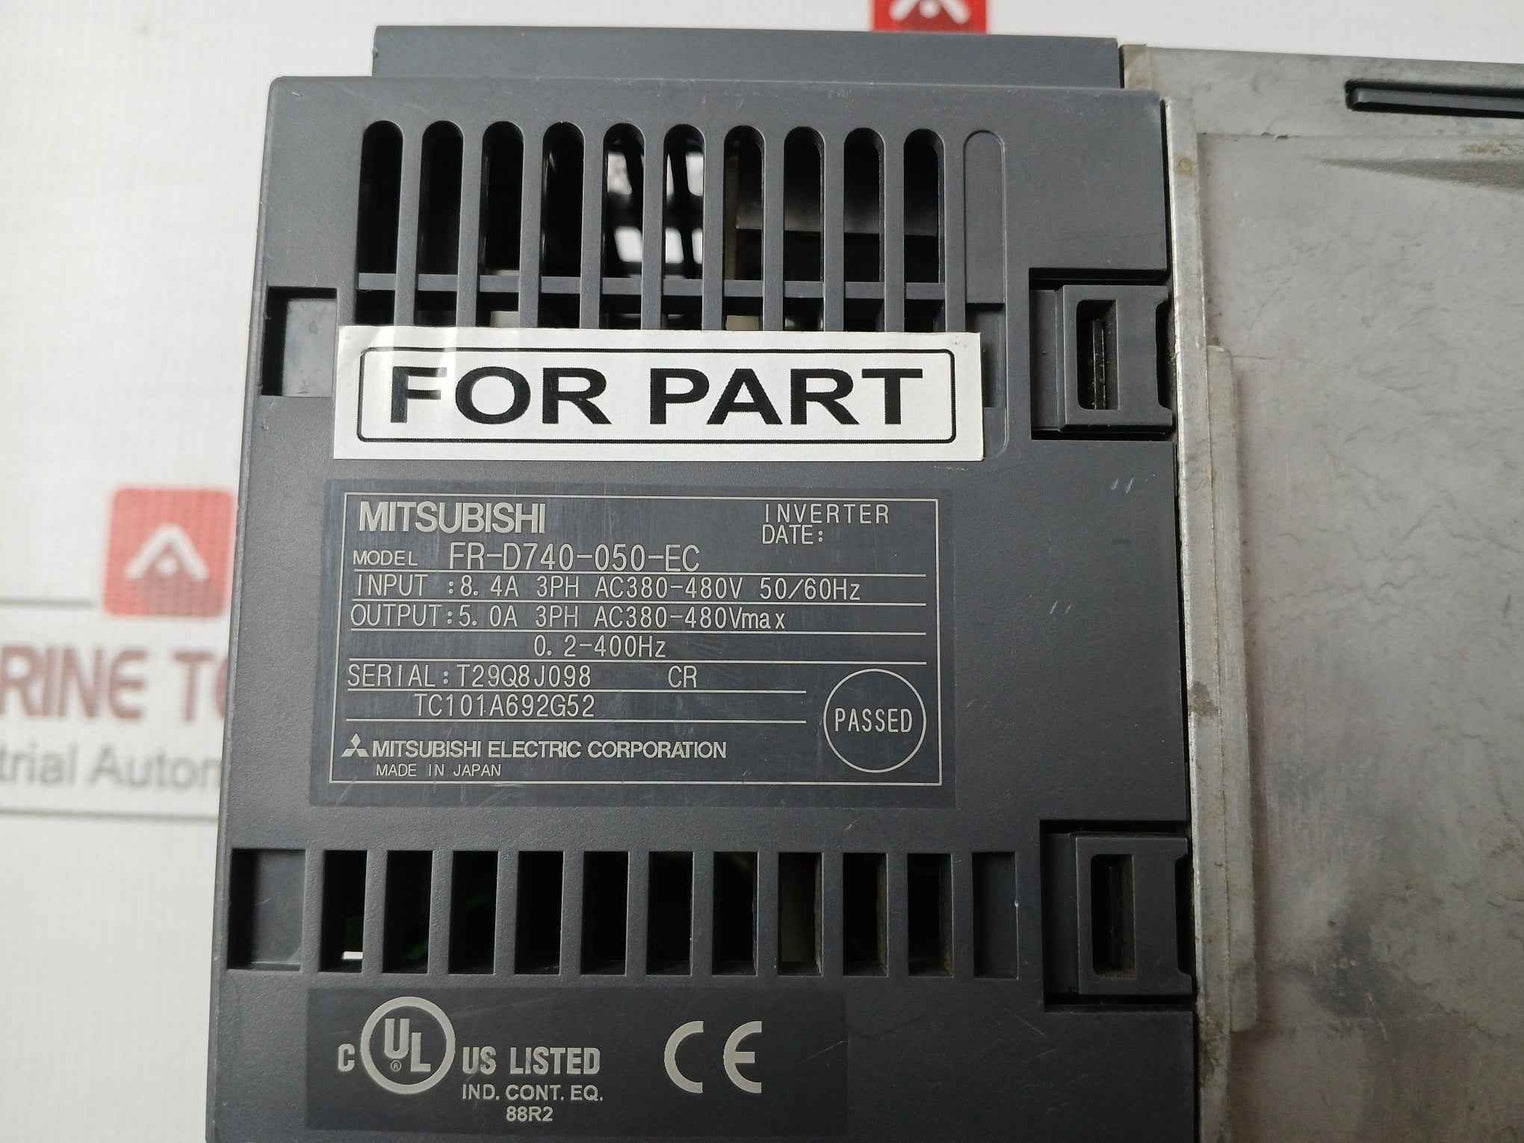 FOR PART
MITSUBISHI INVERTER
DATE:
MODEL FR-D740-050-EC
INPUT :8.4A 3PH AC380-480V 50/60Hz
OUTPUT:5.0A 3PH AC380-480Vmax
0.2-400Hz
SERIAL:T29Q8J098 CR
TC101A692G52
PASSED
MITSUBISHI ELECTRIC CORPORATION
MADE IN JAPAN
C UL ® US LISTED CE
IND. CONT. EQ.
88R2